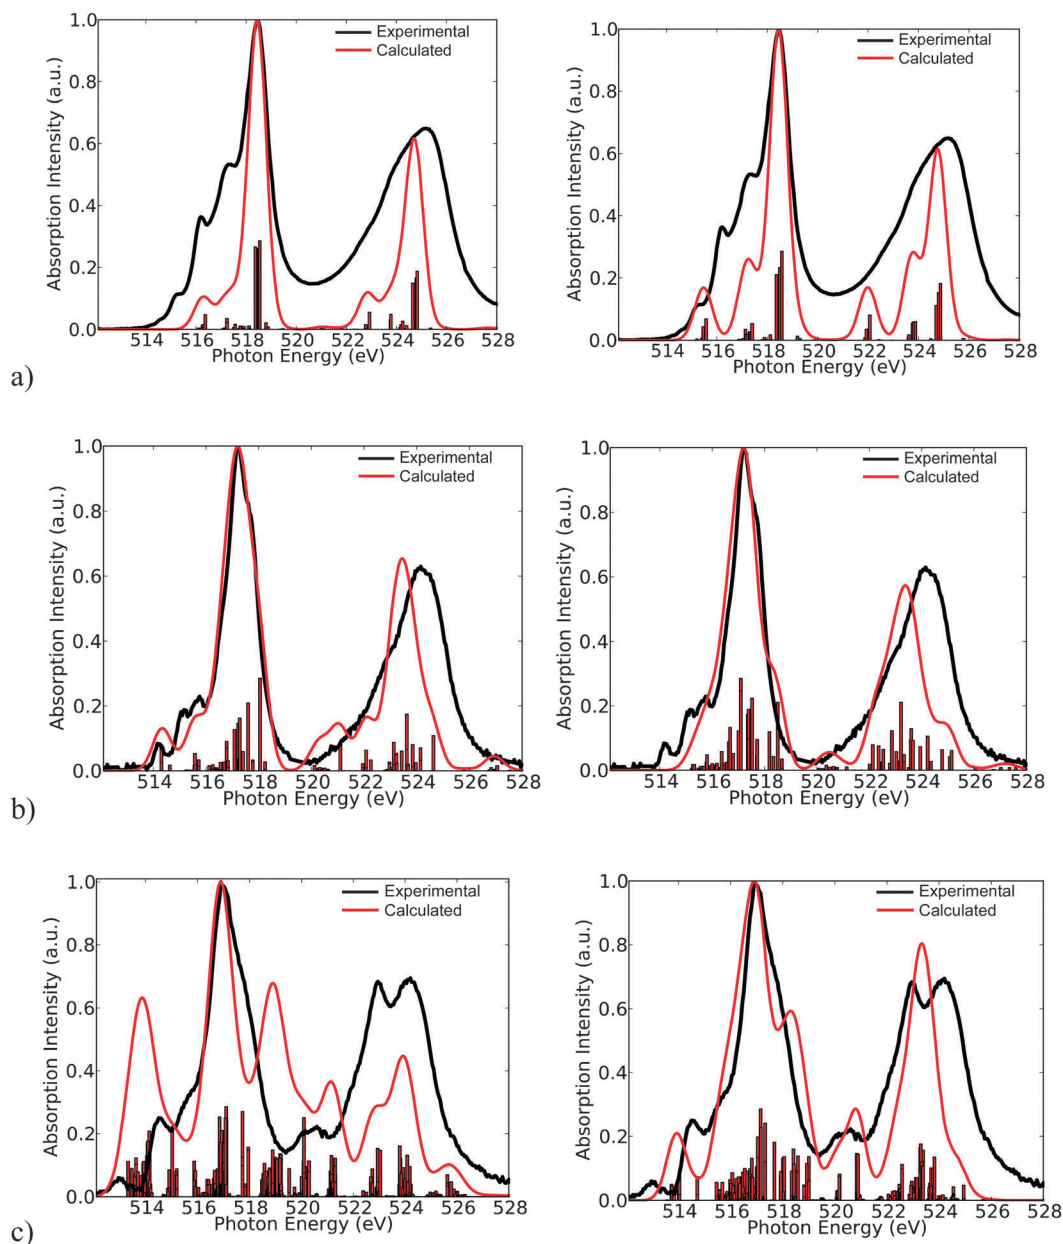 1.0
0.8
0.6
0.4
0.2
0.0
Absorption Intensity (a.u.)
Experimental
Calculated
514 516 518 520 522 524 526 528
Photon Energy (eV)
1.0
0.8
0.6
0.4
0.2
0.0
Absorption Intensity (a.u.)
Experimental
Calculated
514 516 518 520 522 524 526 528
Photon Energy (eV)
a)
1.0
0.8
0.6
0.4
0.2
0.0
Absorption Intensity (a.u.)
Experimental
Calculated
514 516 518 520 522 524 526 528
Photon Energy (eV)
1.0
0.8
0.6
0.4
0.2
0.0
Absorption Intensity (a.u.)
Experimental
Calculated
514 516 518 520 522 524 526 528
Photon Energy (eV)
b)
1.0
0.8
0.6
0.4
0.2
0.0
Absorption Intensity (a.u.)
Experimental
Calculated
514 516 518 520 522 524 526 528
Photon Energy (eV)
1.0
0.8
0.6
0.4
0.2
0.0
Absorption Intensity (a.u.)
Experimental
Calculated
514 516 518 520 522 524 526 528
Photon Energy (eV)
c)